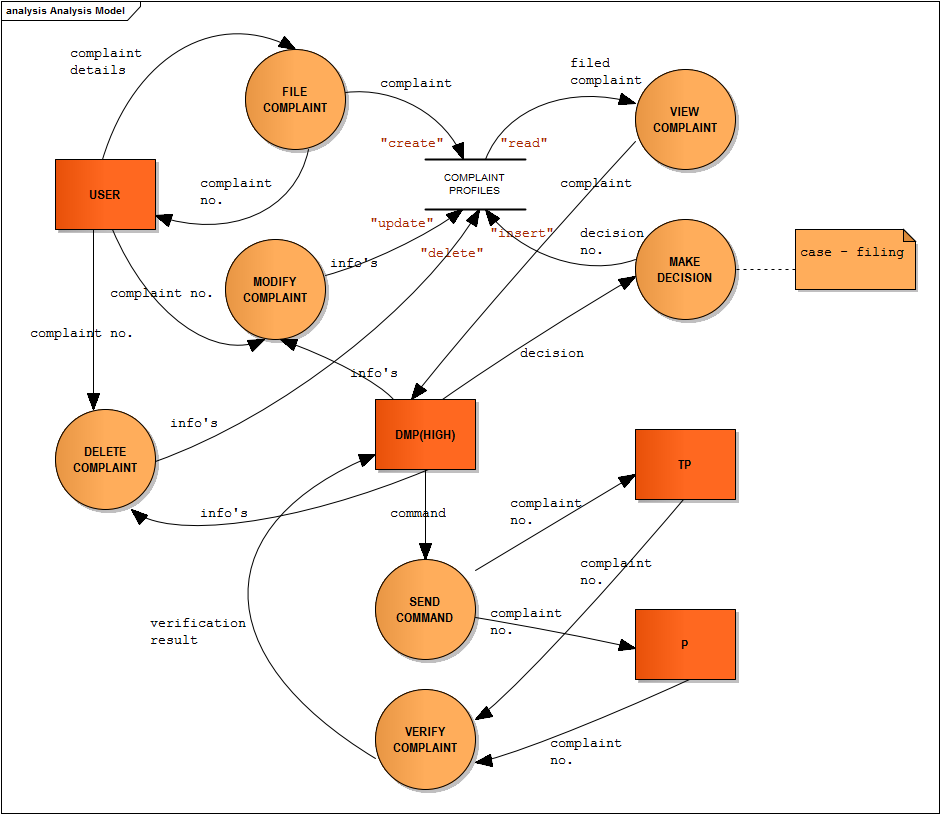 analysis Analysis Model
complaint
details
FILE
COMPLAINT
complaint
filed
complaint
VIEW
COMPLAINT
"create"
"read"
COMPLAINT
PROFILES
USER
complaint
no.
complaint
"update"
"insert"
decision
no.
"delete"
info's
MODIFY
COMPLAINT
MAKE
DECISION
case - filing
complaint no.
complaint no.
info's
decision
info's
DELETE
COMPLAINT
DMP(HIGH)
TP
info's
command
complaint
no.
complaint
no.
SEND
COMMAND
complaint
no.
verification
result
P
VERIFY
COMPLAINT
complaint
no.